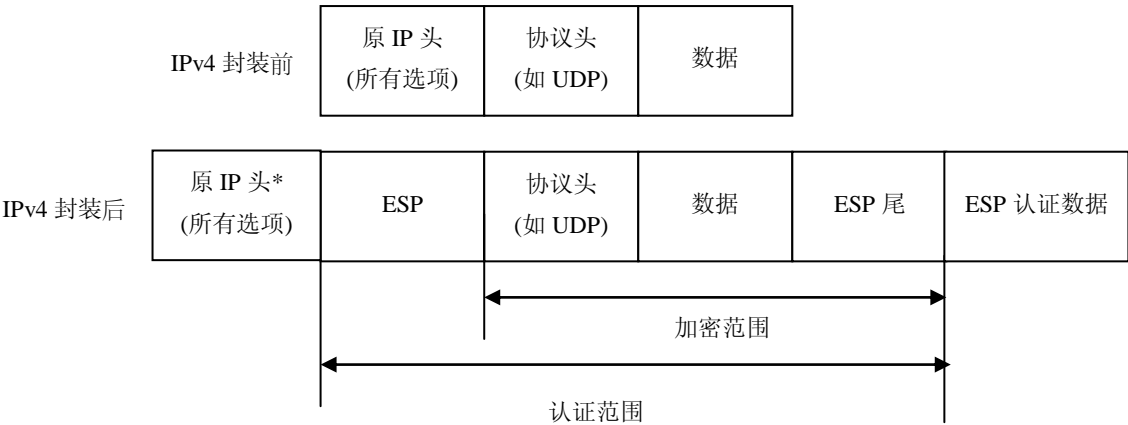 IPv4 封装前
原 IP 头
(所有选项)
协议头
(如 UDP)
数据
IPv4 封装后
原 IP 头*
(所有选项)
ESP
协议头
(如 UDP)
数据
ESP 尾
ESP 认证数据
加密范围
认证范围